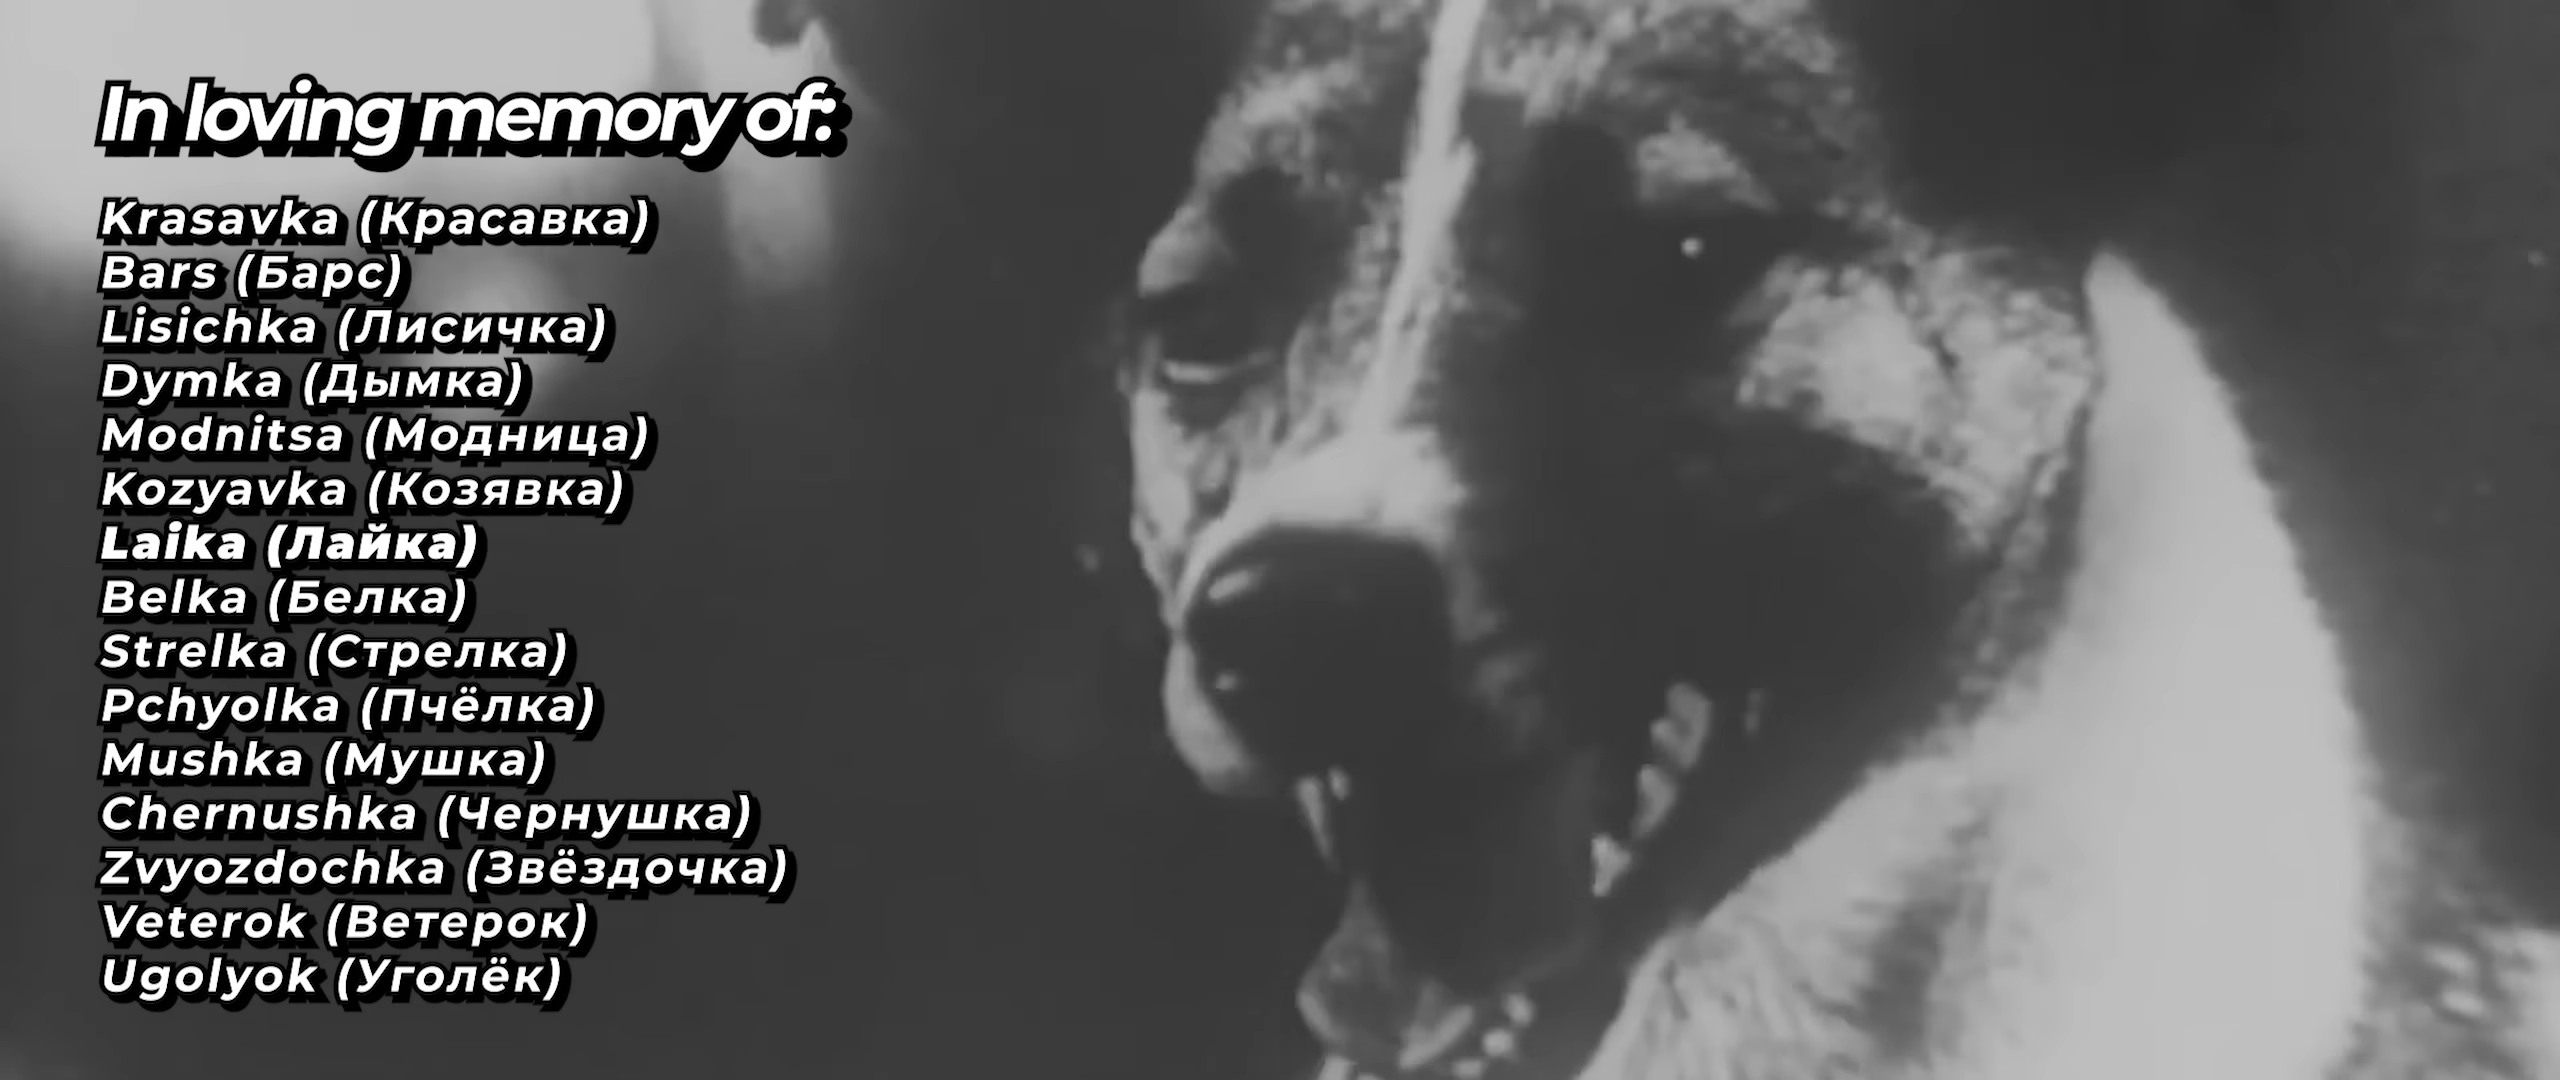 In loving memory of:
Krasavka (Красавка)
Bars (Барс)
Lisichka (Лисичка)
Dymka (Дымка)
Modnitsa (Модница)
Kozyavka (Козявка)
Laika (Лайка)
Belka (Белка)
Strelka (Стрелка)
Pchyolka (Пчёлка)
Mushka (Мушка)
Chernushka (Чернушка)
Zvyozdochka (Звёздочка)
Veterok (Ветерок)
Ugolyok (Уголёк)